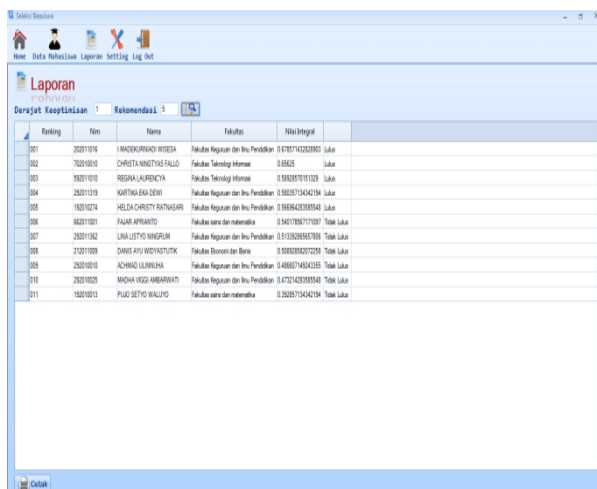 Seleksi Beasiswa
Home Data Mahasiswa Laporan Setting Log Out
Laporan
Derajat Keoptimisan 1 Rekomendasi 5
Ranking Nim Nama Fakultas Nilai Integral
001 202011016 I MADEKURNIADI WISESA Fakultas Keguruan dan Ilmu Pendidikan 0.678571432828903 Lulus
002 702010010 CHRISTA NINGTYAS FALLO Fakultas Teknologi Informasi 0.65625 Lulus
003 592011010 REGINA LAURENCYA Fakultas Teknologi Informasi 0.58928570151329 Lulus
004 292011319 KARTIKA EKA DEWI Fakultas Keguruan dan Ilmu Pendidikan 0.580357134342194 Lulus
005 192010274 HELDA CHRISTY RATNASARI Fakultas Keguruan dan Ilmu Pendidikan 0.566964283585548 Lulus
006 662011001 FAJAR APRIANTO Fakultas sains dan matematika 0.540178567171097 Tidak Lulus
007 292011362 LINA LISTYO NINGRUM Fakultas Keguruan dan Ilmu Pendidikan 0.513392865657806 Tidak Lulus
008 212011009 DANIS AYU WIDYASTUTIK Fakultas Ekonomi dan Bisnis 0.508928582072258 Tidak Lulus
009 292010010 ACHMAD ULINNUHA Fakultas Keguruan dan Ilmu Pendidikan 0.486607149243355 Tidak Lulus
010 292010025 MADHA VIGGI AMBARWATI Fakultas Keguruan dan Ilmu Pendidikan 0.473214283585548 Tidak Lulus
011 192010013 PUJO SETYO WALUYO Fakultas sains dan matematika 0.392857134342194 Tidak Lulus
Cetak